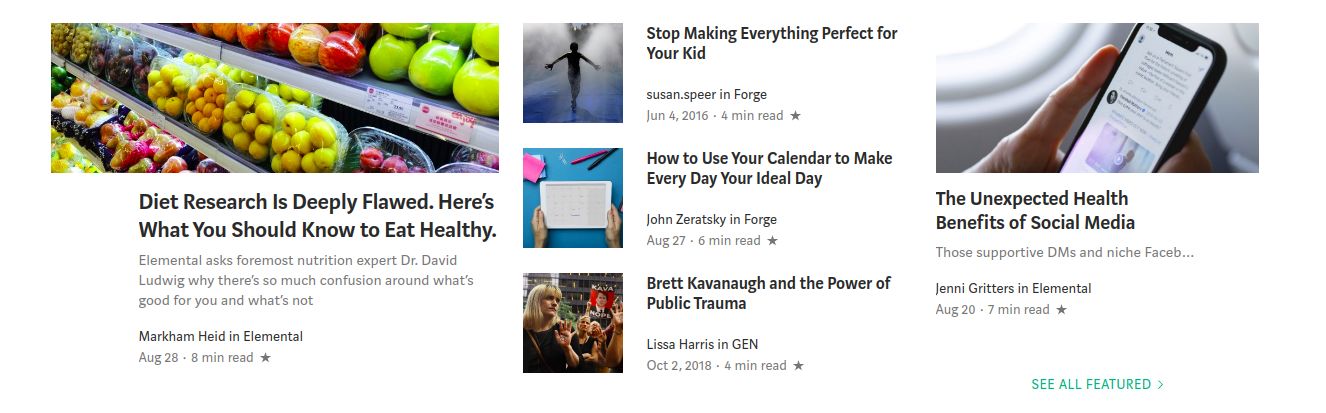 Diet Research Is Deeply Flawed. Here's
What You Should Know to Eat Healthy.
Elemental asks foremost nutrition expert Dr. David
Ludwig why there's so much confusion around what's
good for you and what's not
Markham Heid in Elemental
Aug 28 · 8 min read ★
Stop Making Everything Perfect for
Your Kid
susan.speer in Forge
Jun 4, 2016 · 4 min read ★
How to Use Your Calendar to Make
Every Day Your Ideal Day
John Zeratsky in Forge
Aug 27 · 6 min read ★
Brett Kavanaugh and the Power of
Public Trauma
Lissa Harris in GEN
Oct 2, 2018 · 4 min read ★
The Unexpected Health
Benefits of Social Media
Those supportive DMs and niche Faceb...
Jenni Gritters in Elemental
Aug 20 · 7 min read ★
SEE ALL FEATURED >